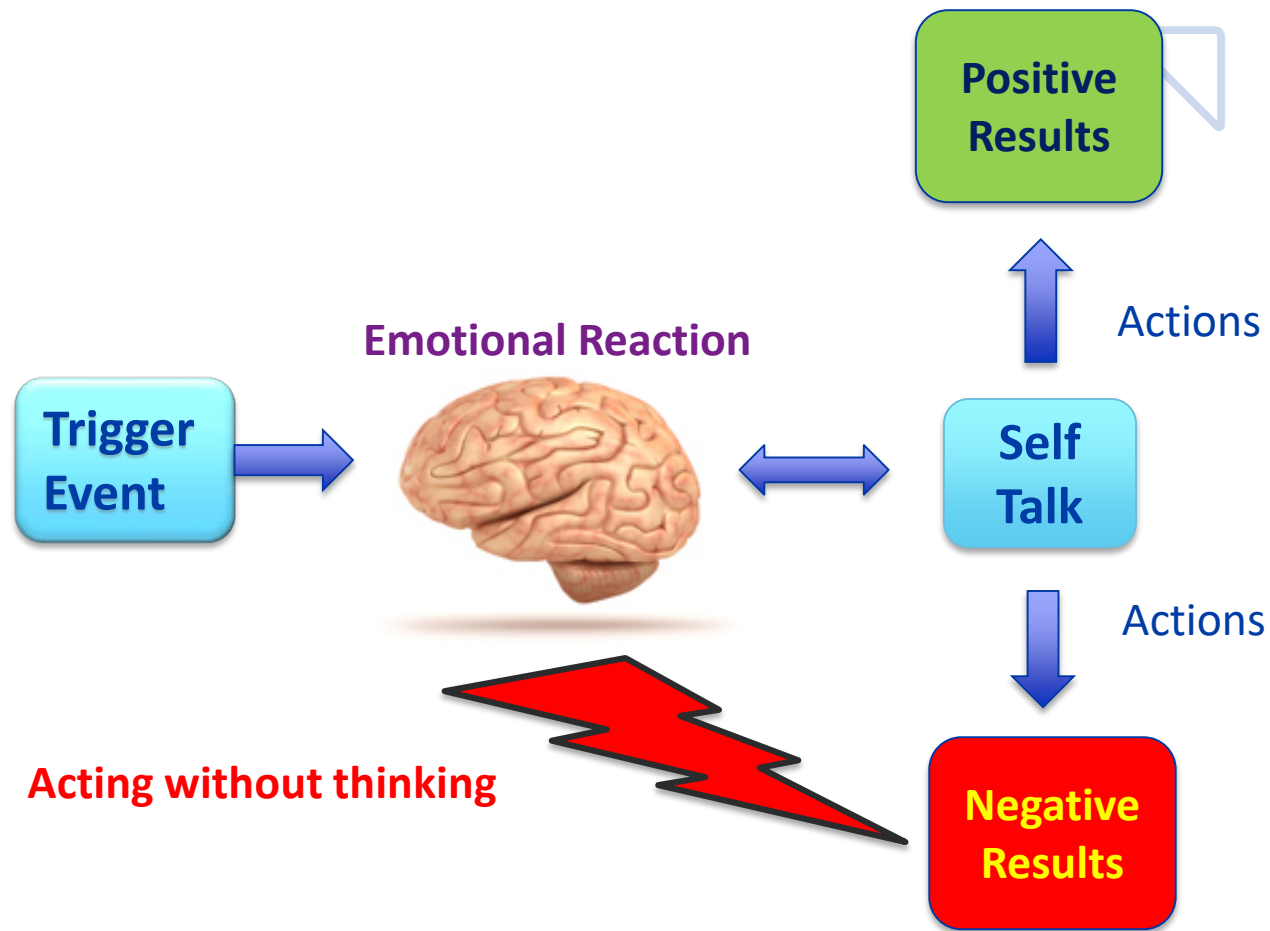 Positive
Results
Actions
Emotional Reaction
Trigger
Event
Self
Talk
Actions
Acting without thinking
Negative
Results